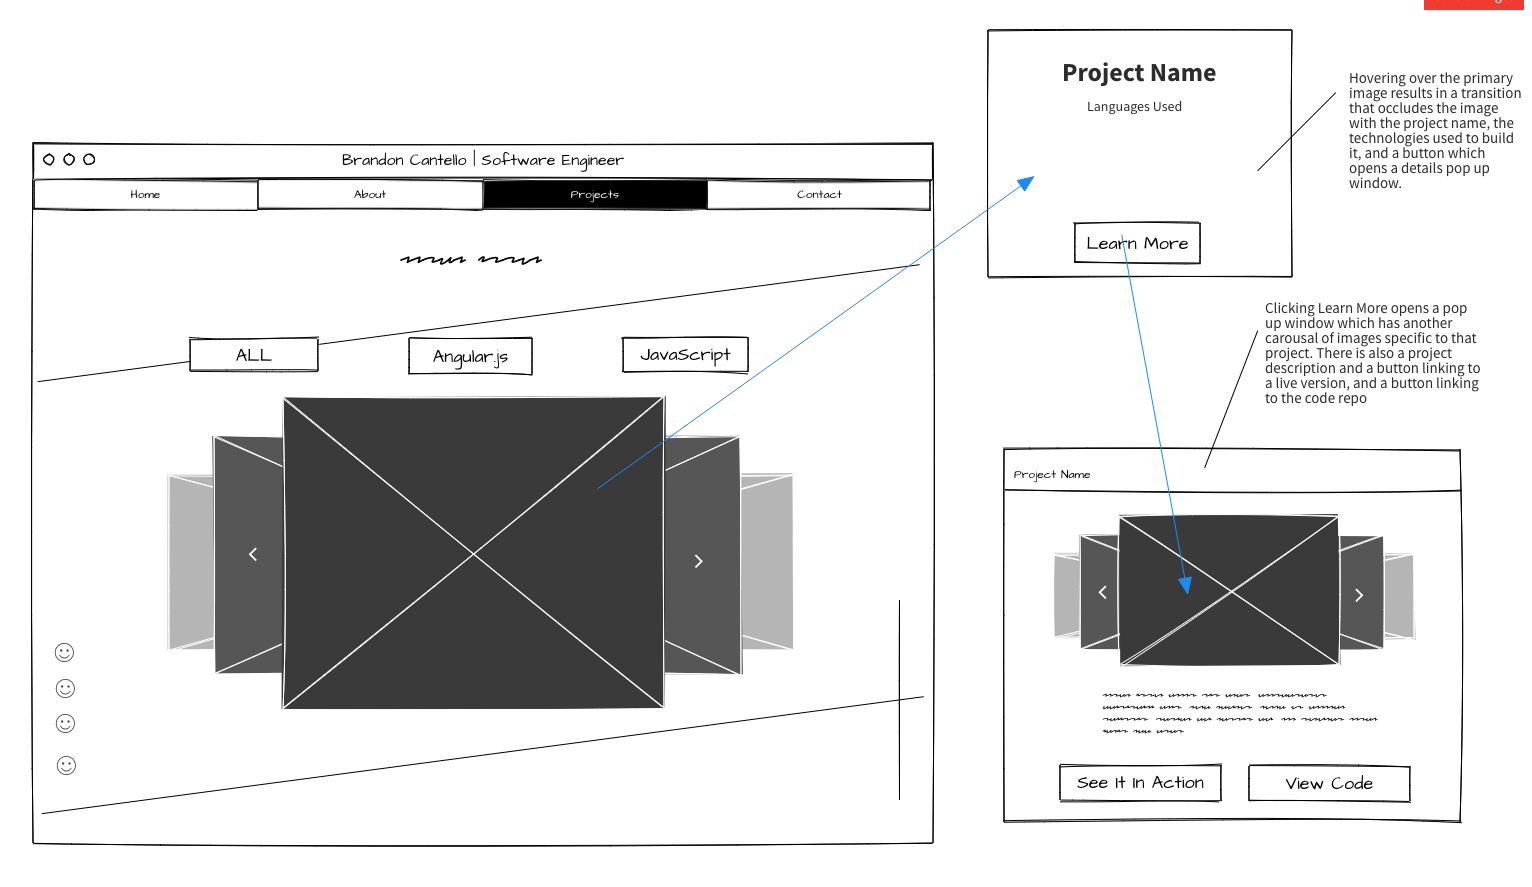 Brandon Cantello | Software Engineer
Home
About
Projects
Contact
ALL
Angular.js
JavaScript
Project Name
Languages Used
Learn More
Hovering over the primary
image results in a transition
that occludes the image
with the project name, the
technologies used to build
it, and a button which
opens a details pop up
window.
Clicking Learn More opens a pop
up window which has another
carousal of images specific to that
project. There is also a project
description and a button linking to
a live version, and a button linking
to the code repo
Project Name
See It In Action
View Code